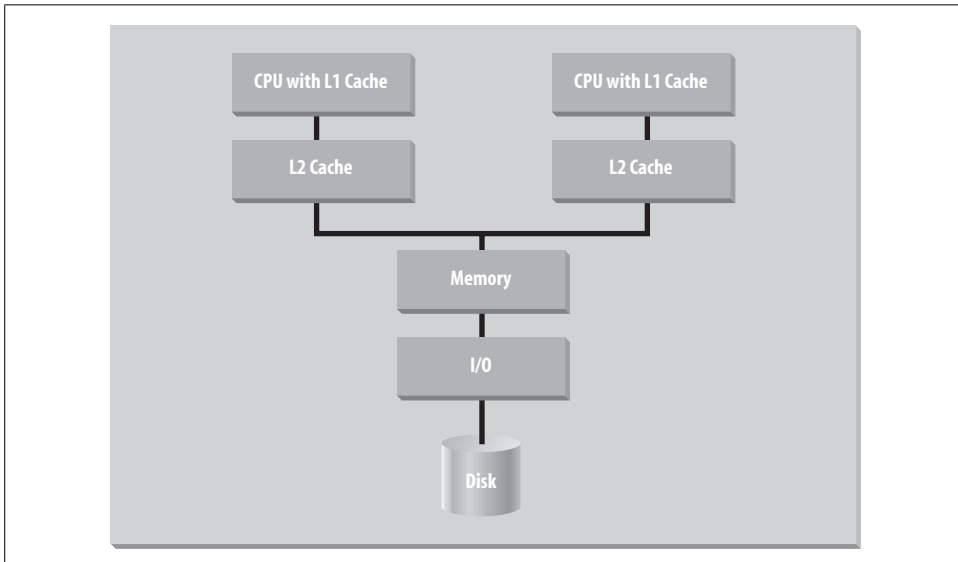 CPU with L1 Cache
CPU with L1 Cache
L2 Cache
L2 Cache
Memory
I/O
Disk